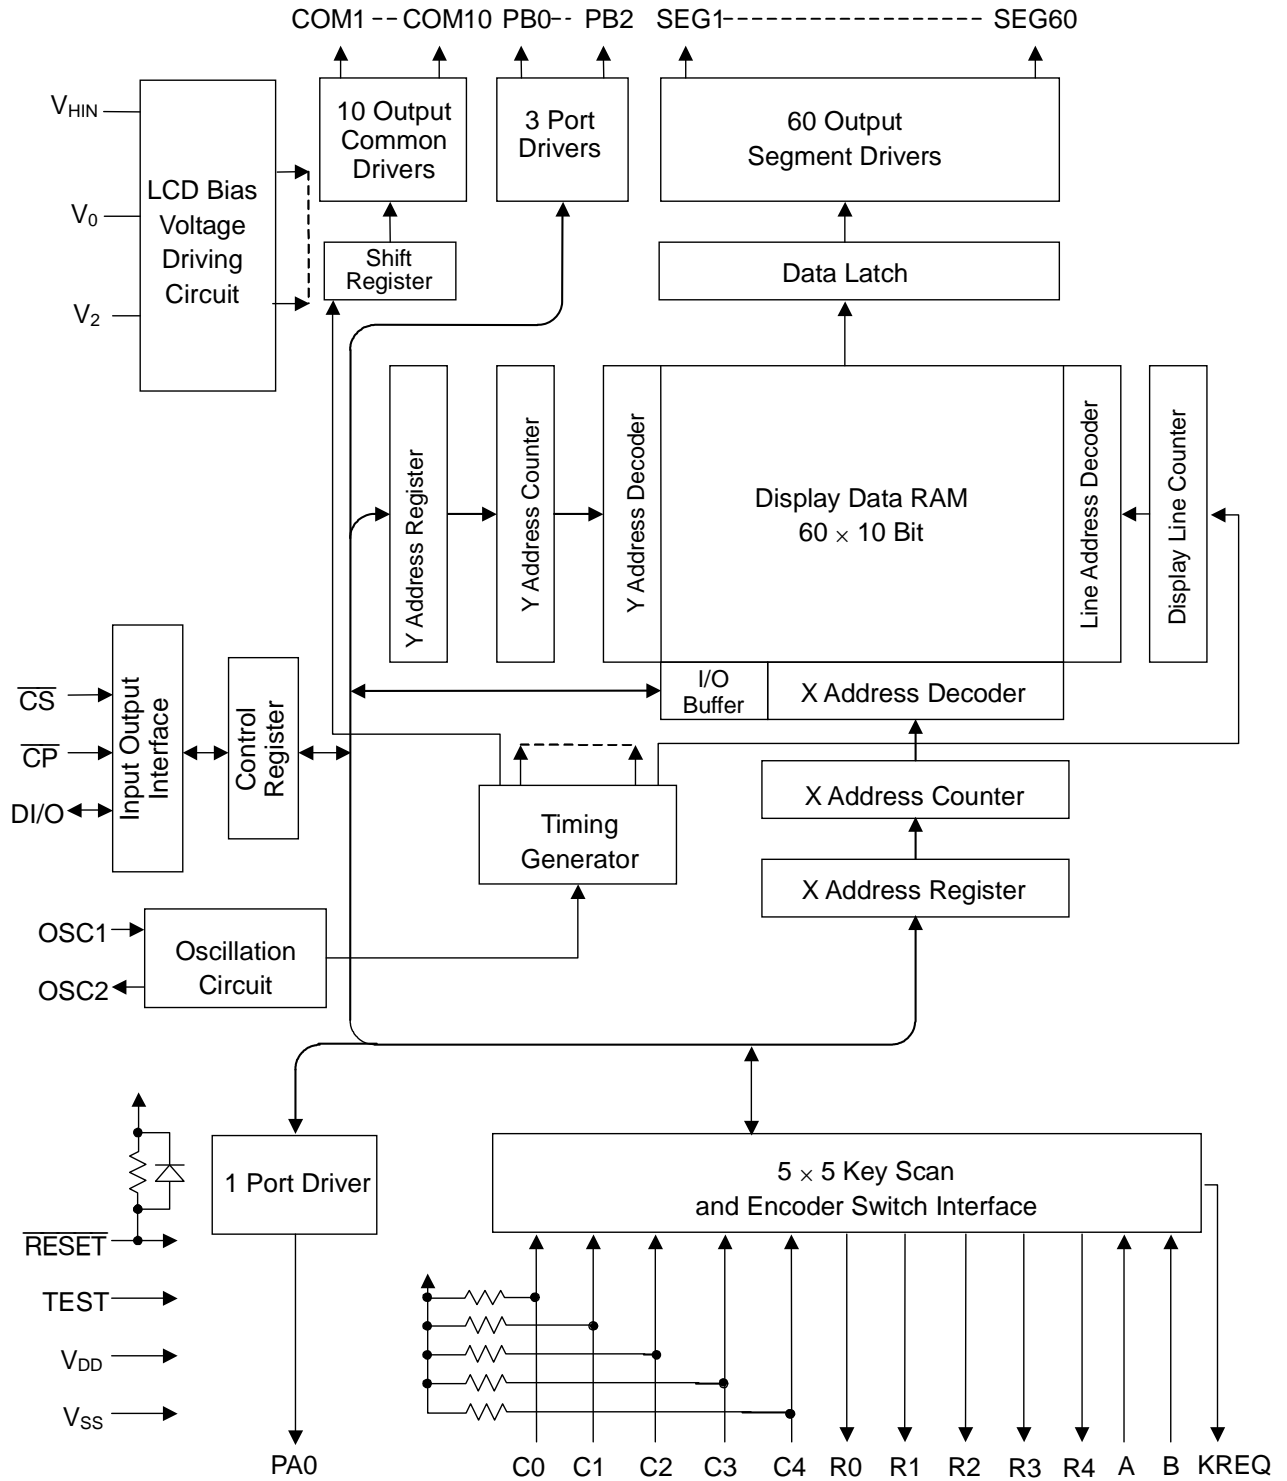 COM1 -- COM10 PB0-- PB2 SEG1------------------SEG60
VHIN
V0
V2
LCD Bias
Voltage
Driving
Circuit
10 Output
Common
Drivers
3 Port
Drivers
60 Output
Segment Drivers
Shift
Register
Data Latch
Y Address Register
Y Address Counter
Y Address Decoder
Display Data RAM
60 × 10 Bit
Line Address Decoder
Display Line Counter
CS
CP
DI/O
Input Output
Interface
Control
Register
I/O
Buffer
X Address Decoder
Timing
Generator
X Address Counter
X Address Register
OSC1
OSC2
Oscillation
Circuit
1 Port Driver
5 × 5 Key Scan
and Encoder Switch Interface
RESET
TEST
VDD
VSS
PA0 C0 C1 C2 C3 C4 R0 R1 R2 R3 R4 A B KREQ